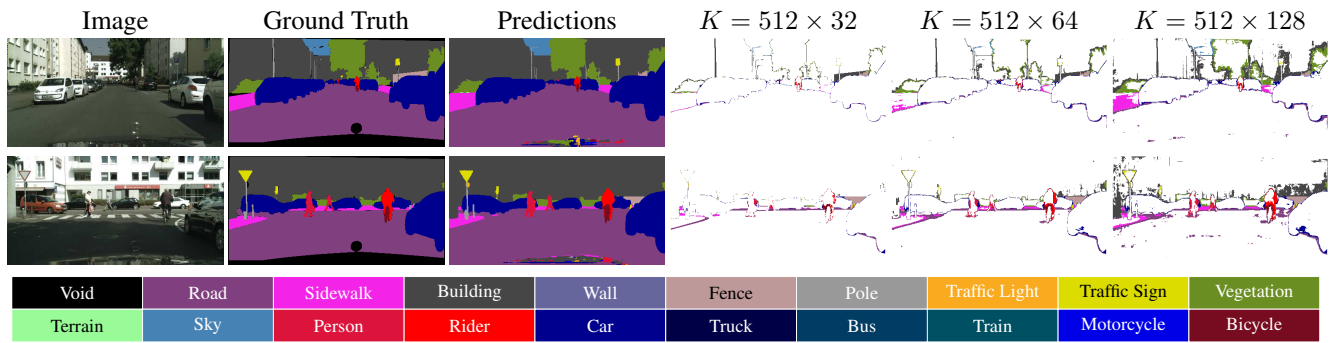 Image Ground Truth Predictions K = 512 × 32 K = 512 × 64 K = 512 × 128
Void Road Sidewalk Building Wall Fence Pole Traffic Light Traffic Sign Vegetation
Terrain Sky Person Rider Car Truck Bus Train Motorcycle Bicycle